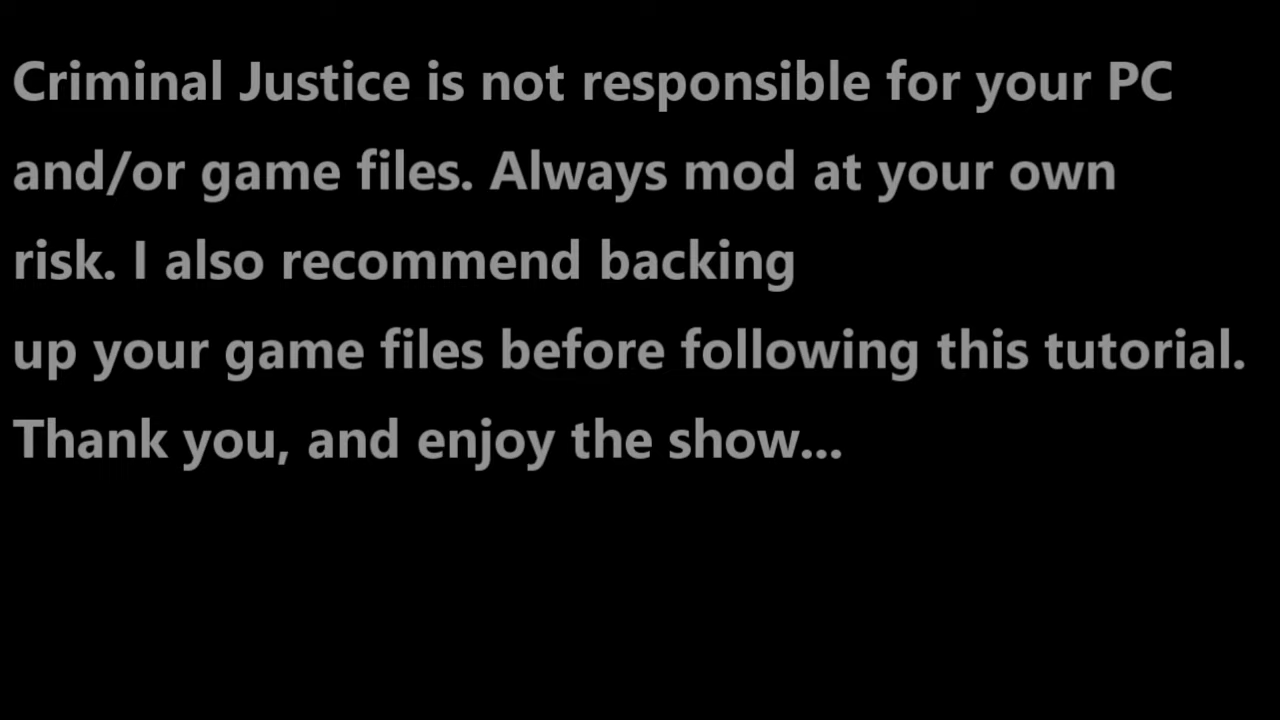 Criminal Justice is not responsible for your PC
and/or game files. Always mod at your own
risk. I also recommend backing
up your game files before following this tutorial.
Thank you, and enjoy the show...